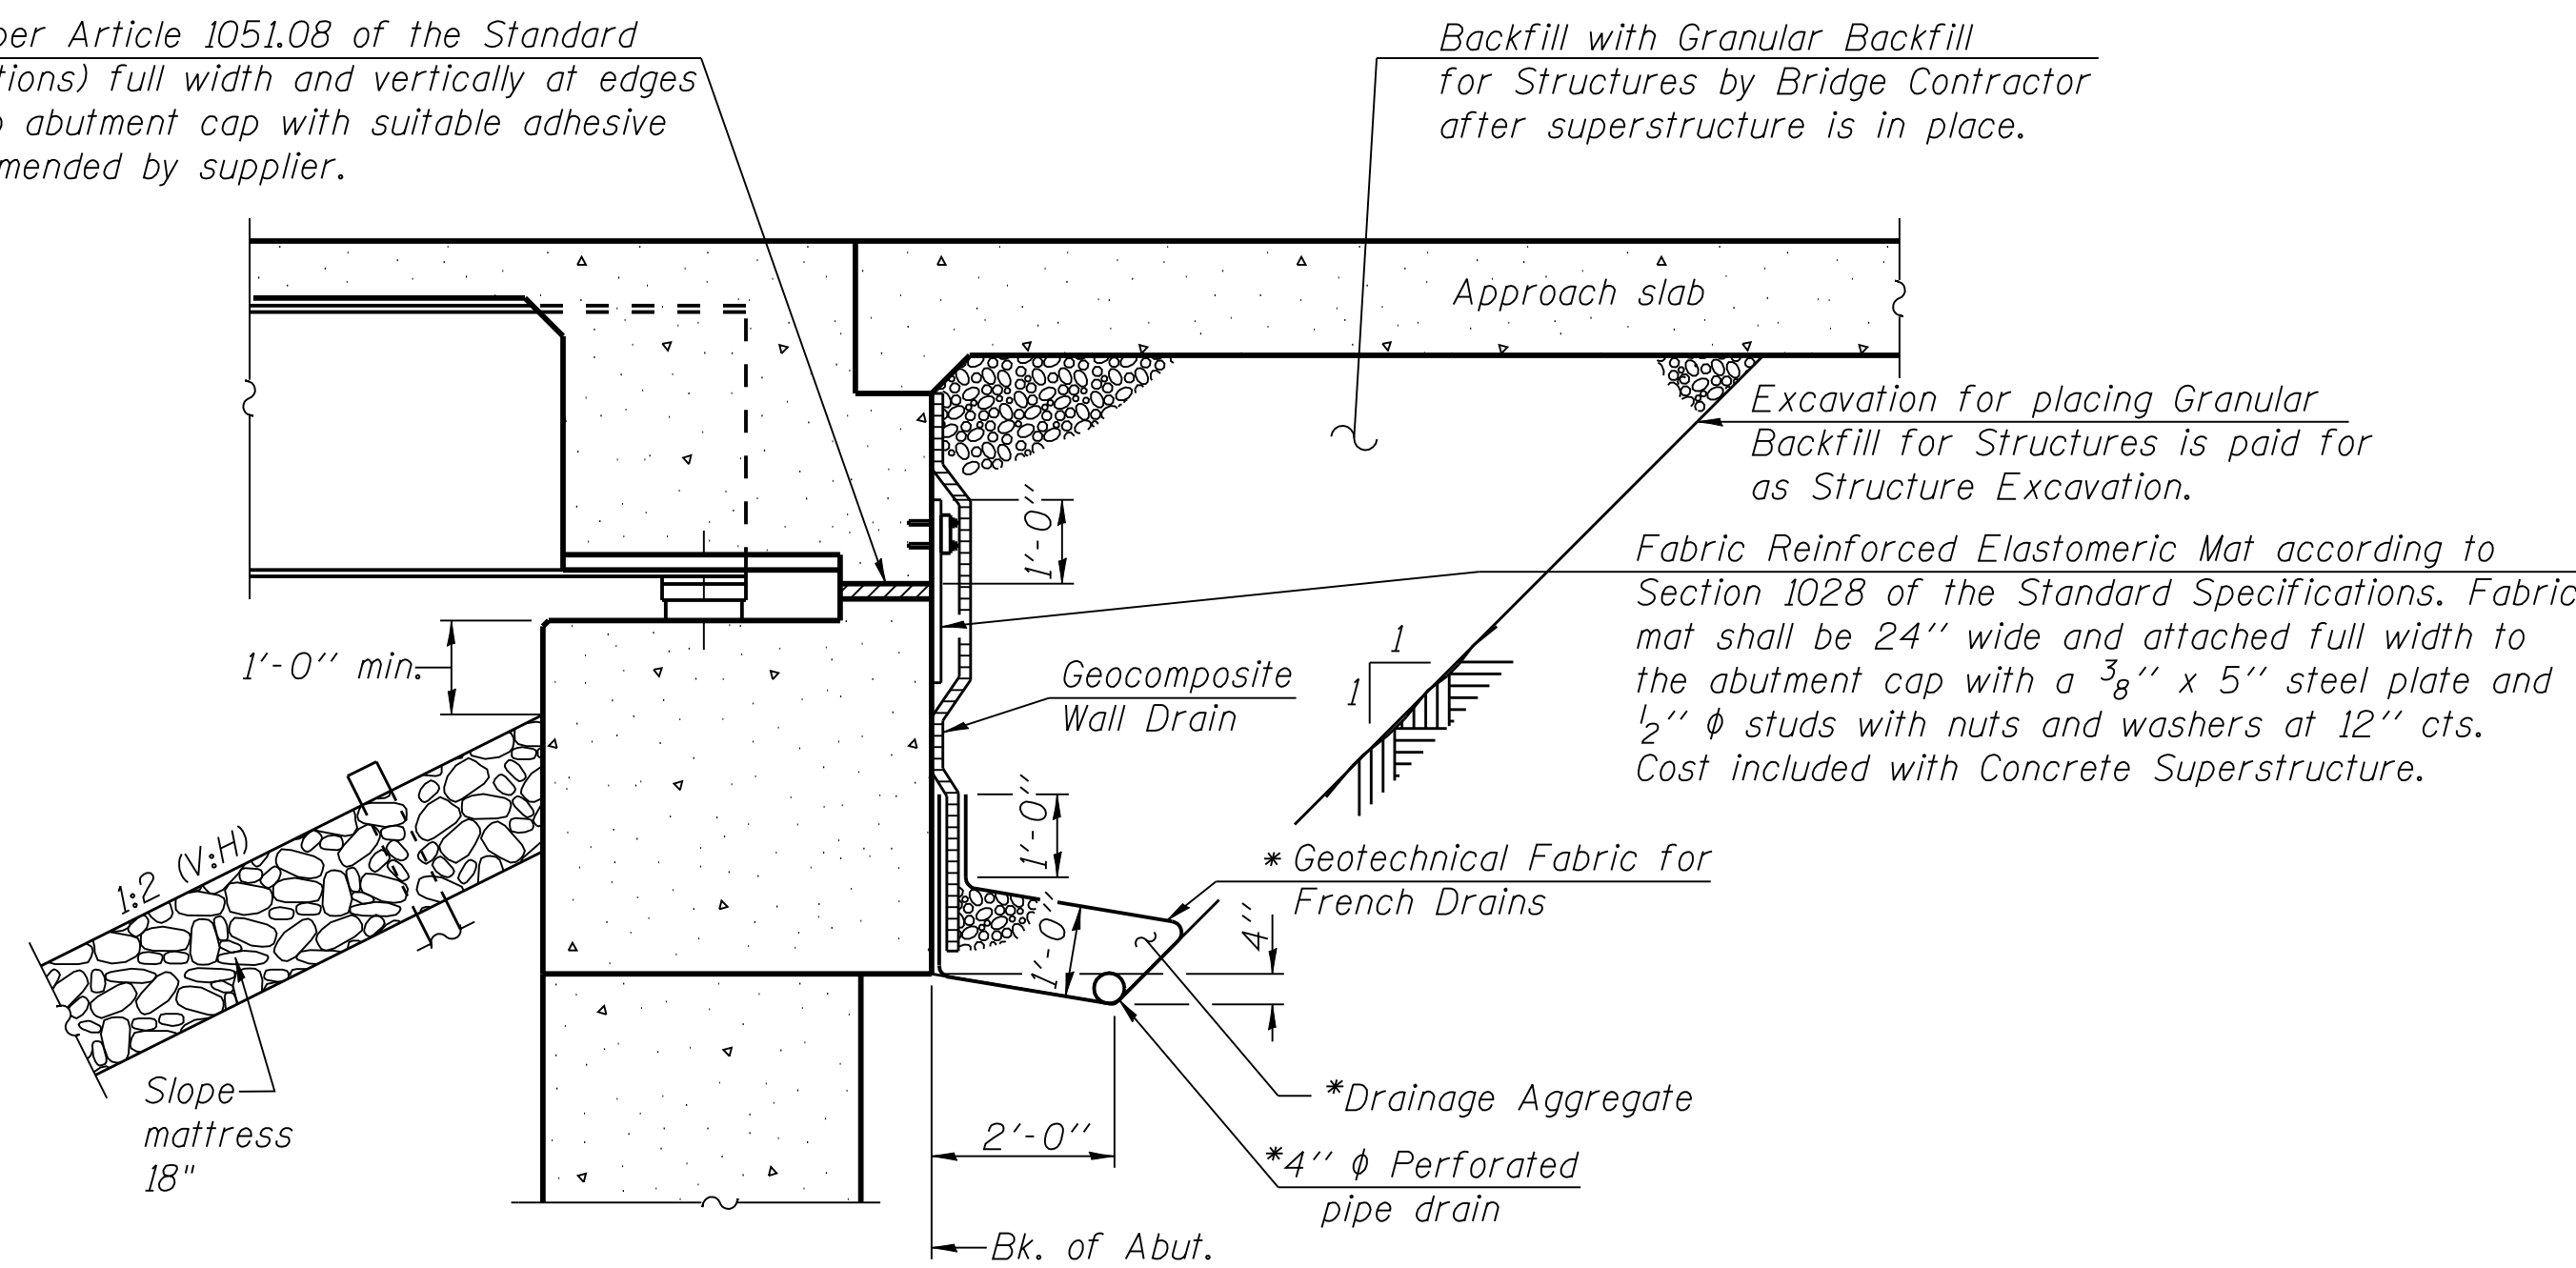 per Article 1051.08 of the Standard
tions) full width and vertically at edges
abutment cap with suitable adhesive
mended by supplier.
Backfill with Granular Backfill
for Structures by Bridge Contractor
after superstructure is in place.
Approach slab
Excavation for placing Granular
Backfill for Structures is paid for
as Structure Excavation.
1'-0"
Fabric Reinforced Elastomeric Mat according to
Section 1028 of the Standard Specifications. Fabric
mat shall be 24" wide and attached full width to
the abutment cap with a 3/8" x 5" steel plate and
1/2" ϕ studs with nuts and washers at 12" cts.
Cost included with Concrete Superstructure.
1'-0" min.
1
1
Geocomposite
Wall Drain
1'-0"
1:2 (V:H)
* Geotechnical Fabric for
French Drains
1'-0"
4"
Slope
mattress
18"
*Drainage Aggregate
2'-0"
*4" ϕ Perforated
pipe drain
Bk. of Abut.